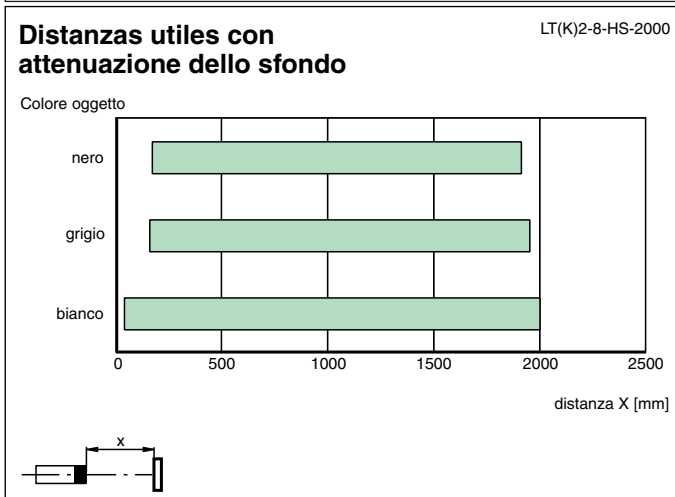 Distanzas utiles con
attenuazione dello sfondo
LT(K)2-8-HS-2000
Colore oggetto
nero
grigio
bianco
0 500 1000 1500 2000 2500
distanza X [mm]
x